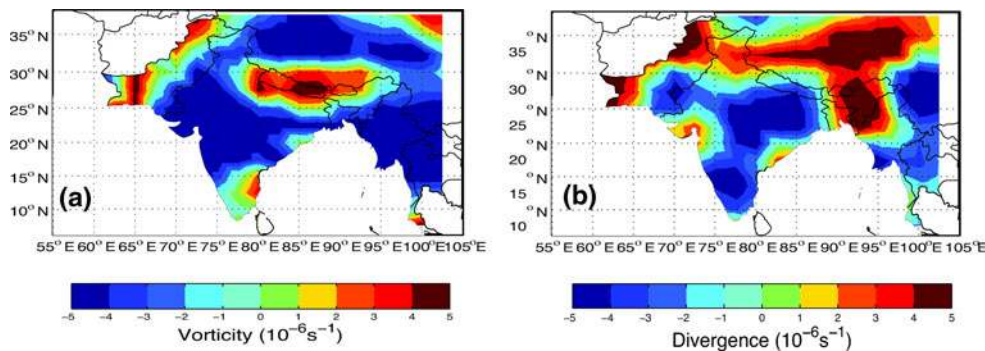 35° N
30° N
25° N
20° N
15° N
10° N
(a)
55° E 60° E 65° E 70° E 75° E 80° E 85° E 90° E 95° E 100° E 105° E
−5 −4 −3 −2 −1 0 1 2 3 4 5
Vorticity (10⁻⁶s⁻¹)
35° N
30
25° N
20
15° N
10
(b)
55° E 60° E 65° E 70° E 75° E 80° E 85° E 90° E 95° E 100° E 105° E
−5 −4 −3 −2 −1 0 1 2 3 4 5
Divergence (10⁻⁶s⁻¹)